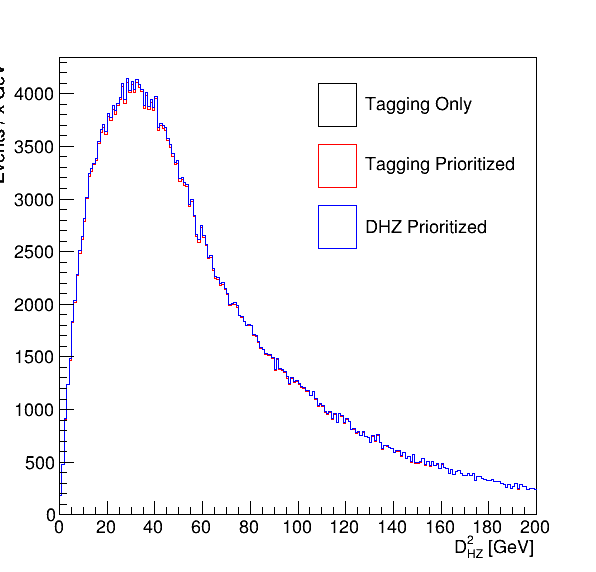 Events / x GeV
4000
3500
3000
2500
2000
1500
1000
500
0
0 20 40 60 80 100 120 140 160 180 200
D²HZ [GeV]
Tagging Only
Tagging Prioritized
DHZ Prioritized